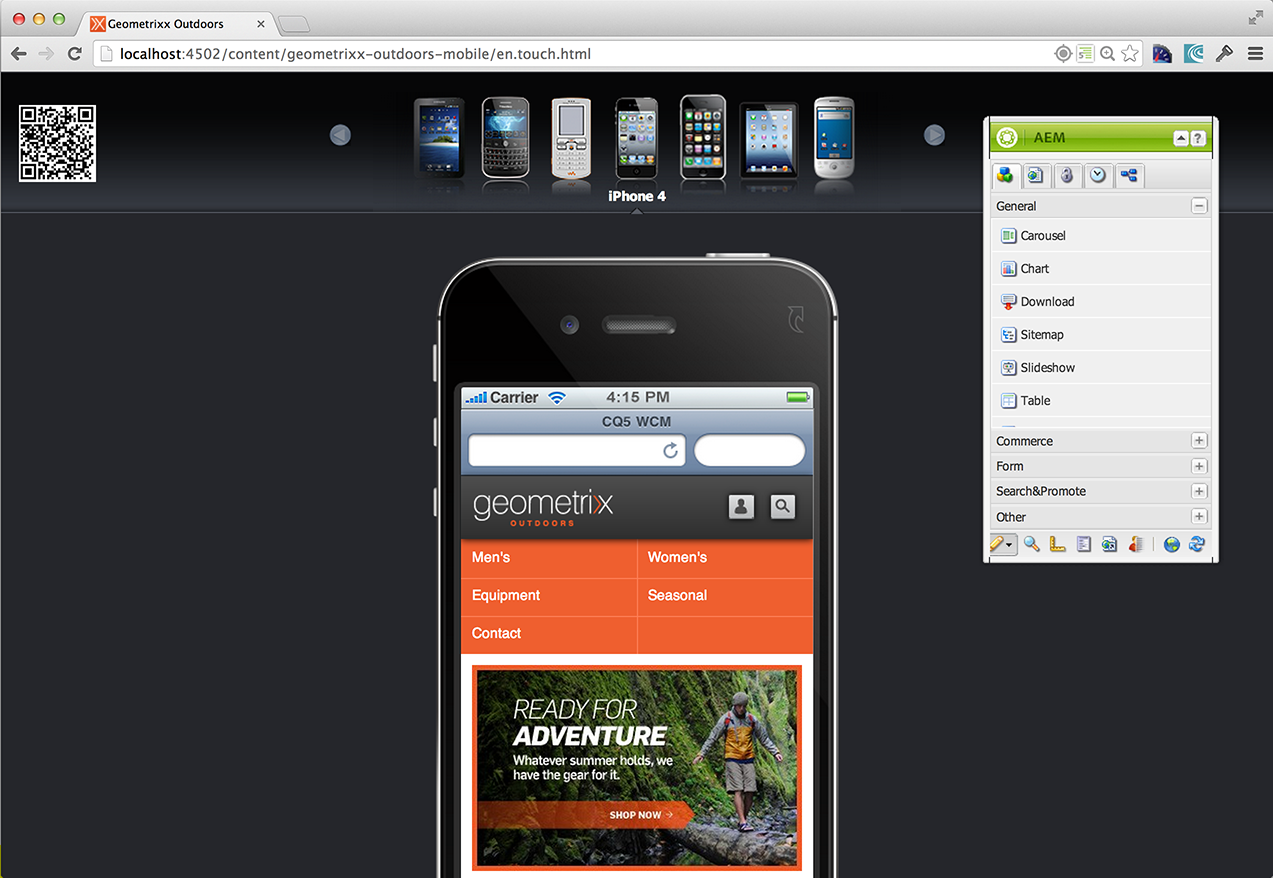 Geometrixx Outdoors
localhost:4502/content/geometrixx-outdoors-mobile/en.touch.html
iPhone 4
AEM
?
General
Carousel
Chart
Download
Sitemap
Slideshow
Table
Commerce
Form
Search&Promote
Other
Carrier 4:15 PM
CQ5 WCM
geometrixx
OUTDOORS
Men's Women's
Equipment Seasonal
Contact
READY FOR
ADVENTURE
Whatever summer holds, we
have the gear for it.
SHOP NOW